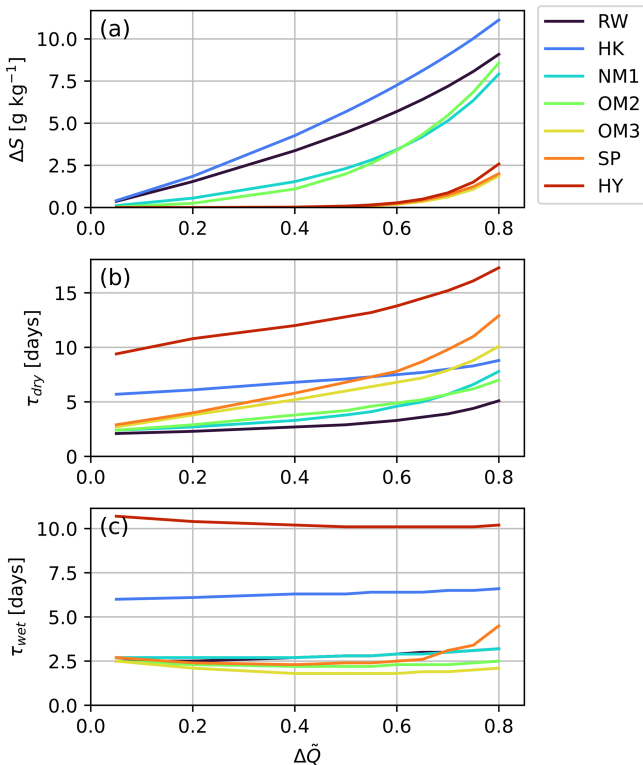 (a)
ΔS [g kg⁻¹]
10.0
7.5
5.0
2.5
0.0
0.0 0.2 0.4 0.6 0.8
RW
HK
NM1
OM2
OM3
SP
HY
(b)
τ_dry [days]
15
10
5
0
0.0 0.2 0.4 0.6 0.8
(c)
τ_wet [days]
10.0
7.5
5.0
2.5
0.0
0.0 0.2 0.4 0.6 0.8
ΔQ̃